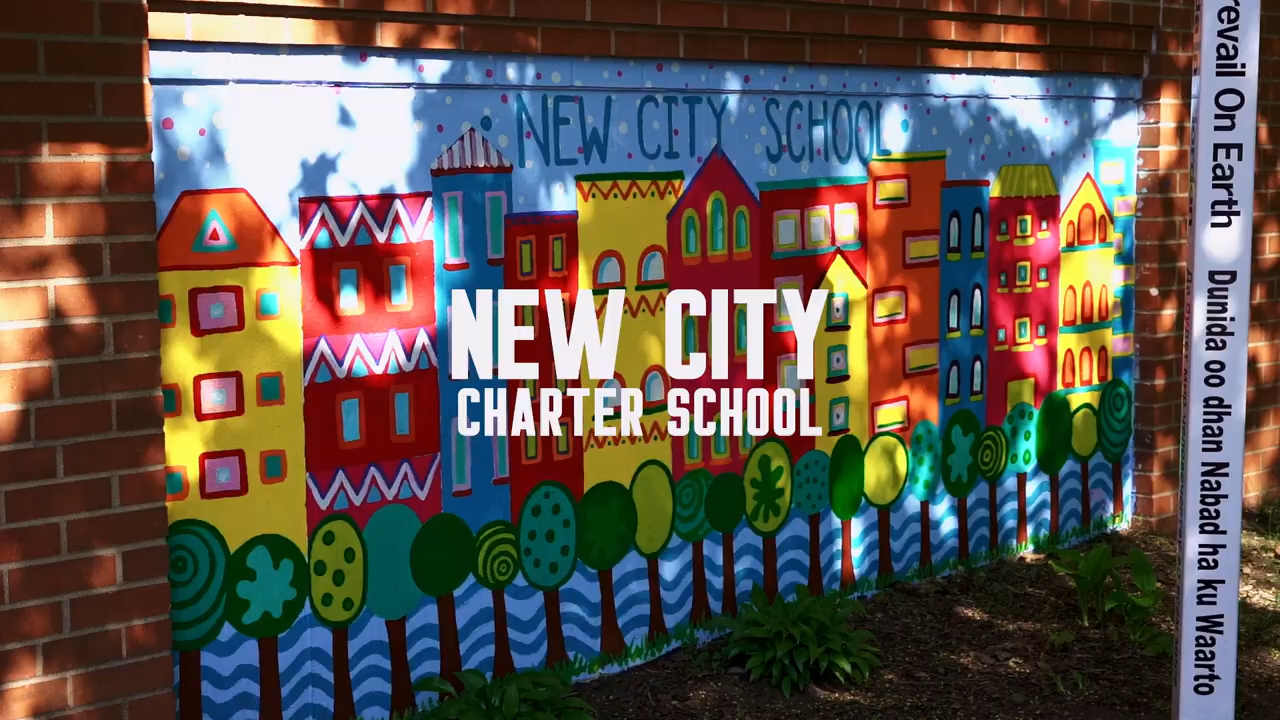 NEW CITY SCHOOL
NEW CITY
CHARTER SCHOOL
revail On Earth
Dunida oo dhan Nabad ha ku Waarto